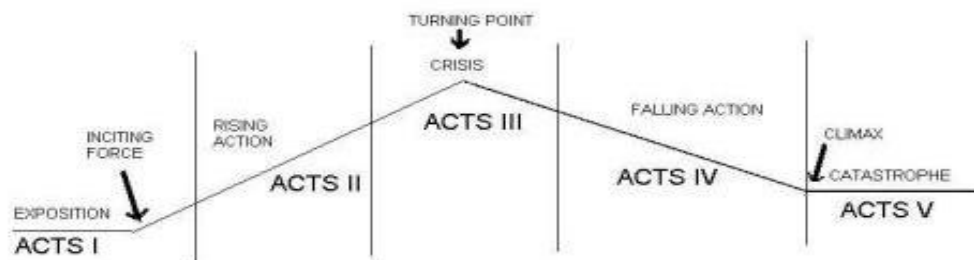 TURNING POINT
CRISIS
INCITING
FORCE
RISING
ACTION
ACTS III
FALLING ACTION
CLIMAX
ACTS II
ACTS IV
CATASTROPHE
EXPOSITION
ACTS V
ACTS I